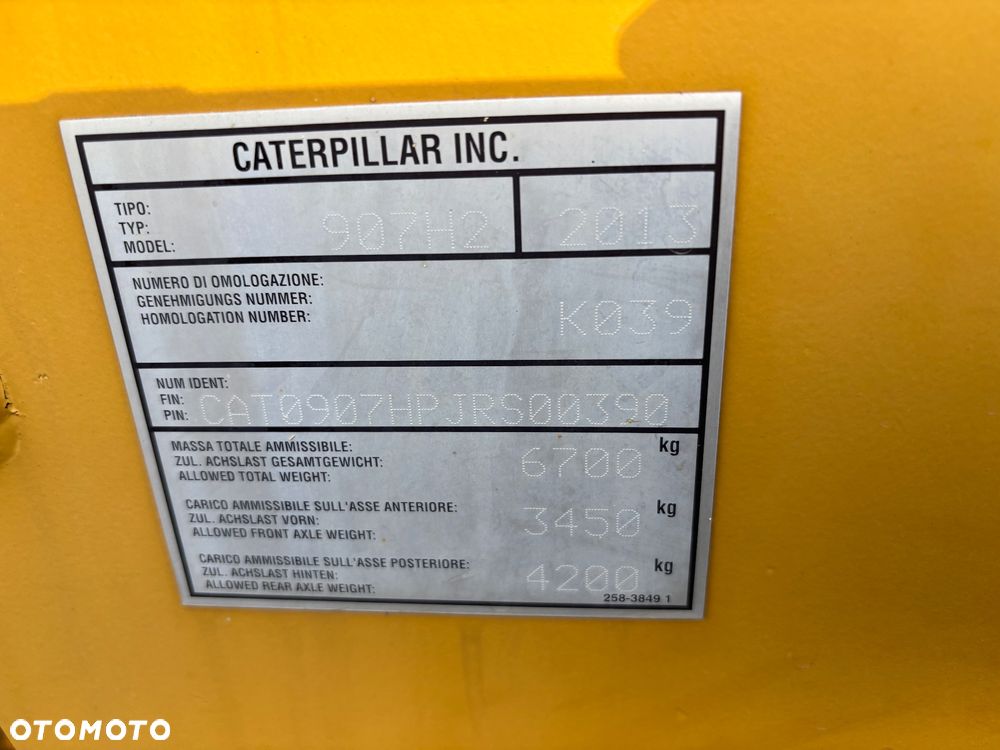 CATERPILLAR INC.
TIPO:
TYP:
MODEL: 907H2 2013
NUMERO DI OMOLOGAZIONE:
GENEHMIGUNGS NUMMER:
HOMOLOGATION NUMBER: K039
NUM IDENT:
FIN:
PIN: CAT0907HPJRS00390
MASSA TOTALE AMMISSIBILE:
ZUL. ACHSLAST GESAMTGEWICHT: 6700 kg
ALLOWED TOTAL WEIGHT:
CARICO AMMISSIBILE SULL'ASSE ANTERIORE:
ZUL. ACHSLAST VORN: 3450 kg
ALLOWED FRONT AXLE WEIGHT:
CARICO AMMISSIBILE SULL'ASSE POSTERIORE:
ZUL. ACHSLAST HINTEN: 4200 kg
ALLOWED REAR AXLE WEIGHT:
258-3849 1
OTOMOTO